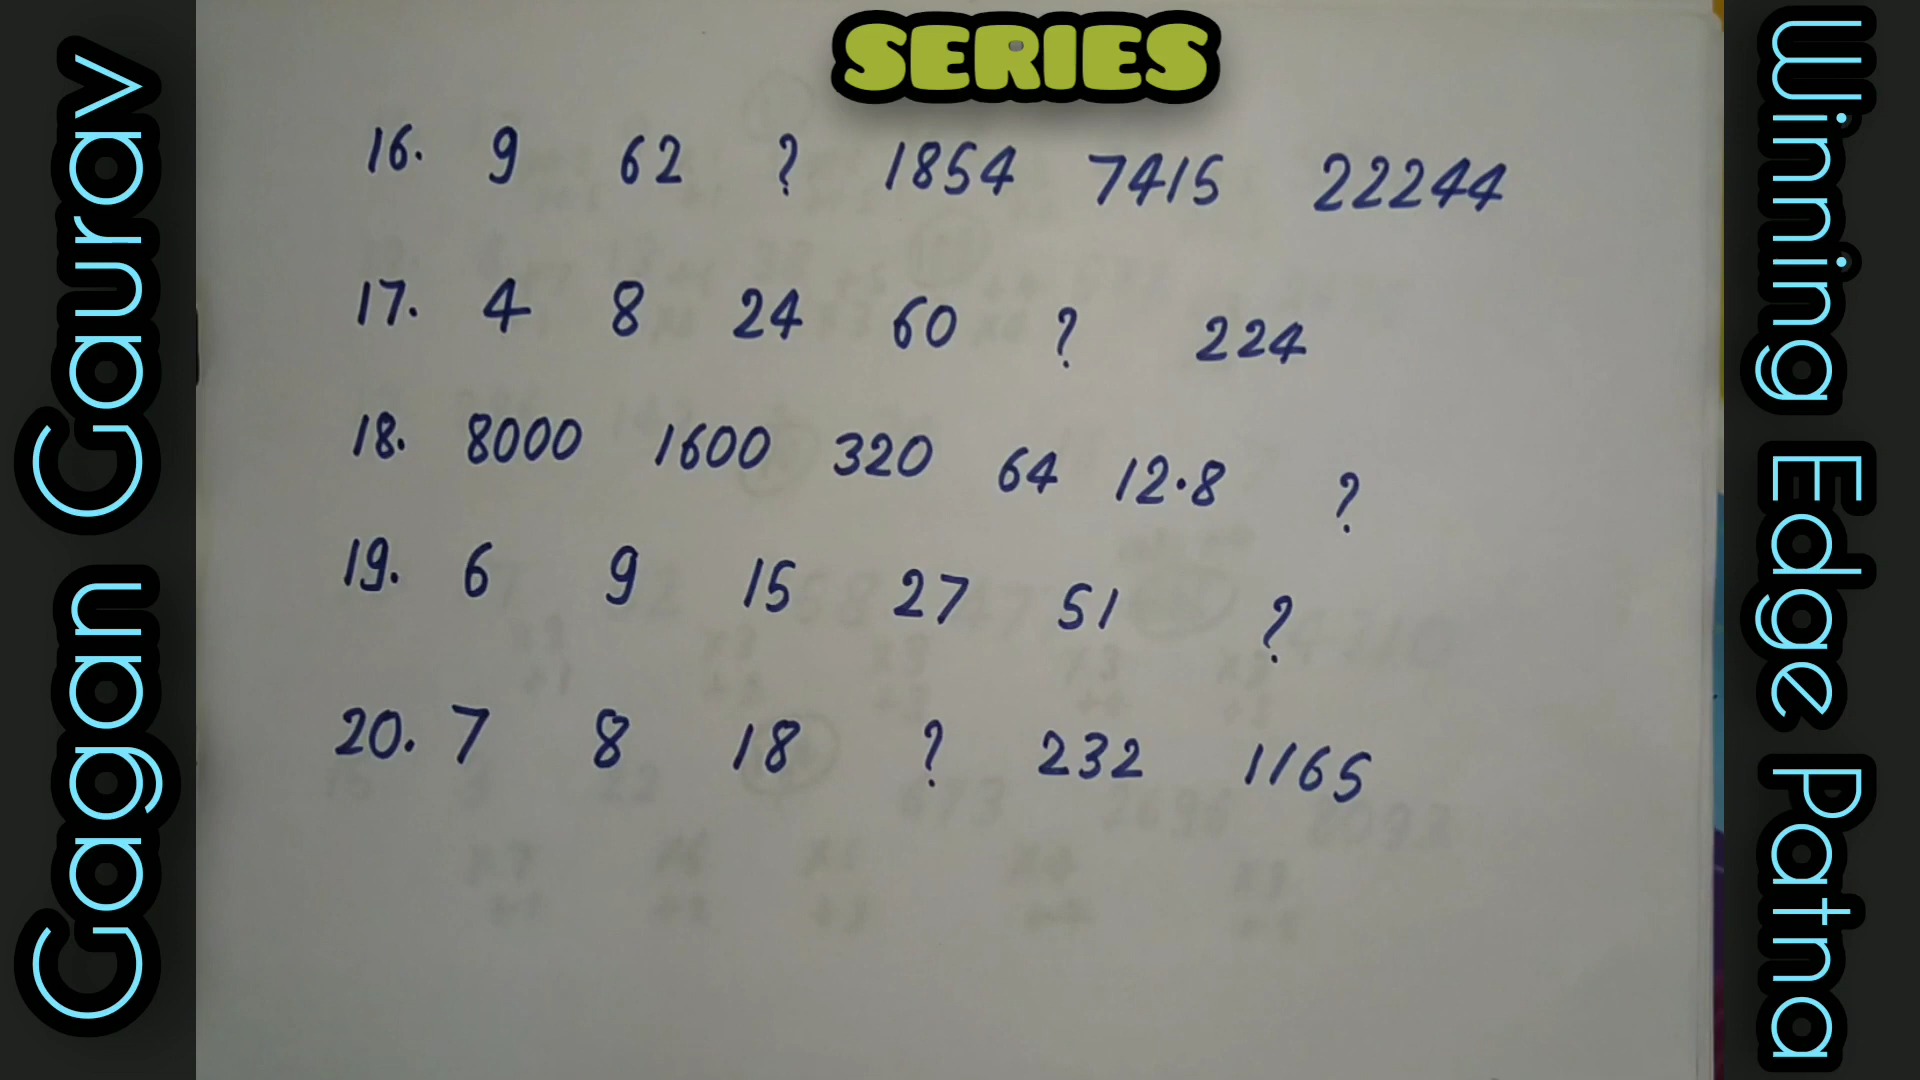 SERIES
Gagan Gaurav
16. 9 62 ? 1854 7415 22244
17. 4 8 24 60 ? 224
18. 8000 1600 320 64 12.8 ?
19. 6 9 15 27 51 ?
20. 7 8 18 ? 232 1165
Winning Edge Patna